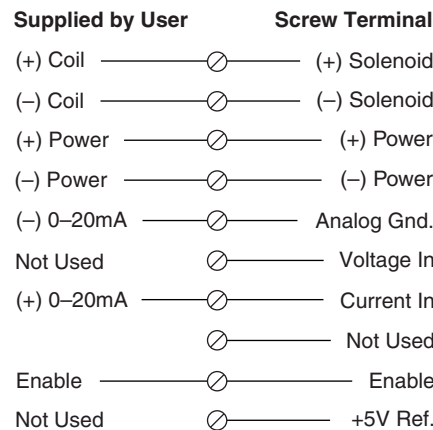 Supplied by User Screw Terminal
(+) Coil (+) Solenoid
(–) Coil (–) Solenoid
(+) Power (+) Power
(–) Power (–) Power
(–) 0–20mA Analog Gnd.
Not Used Voltage In
(+) 0–20mA Current In
Not Used
Enable Enable
Not Used +5V Ref.